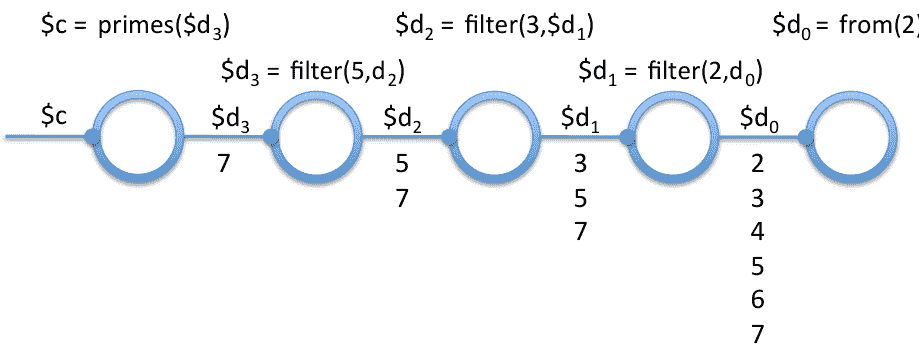 $c = primes($d₃)
$d₂ = filter(3,$d₁)
$d₀ = from(2)
$d₃ = filter(5,d₂)
$d₁ = filter(2,d₀)
$c
$d₃
$d₂
$d₁
$d₀
7
5
7
3
5
7
2
3
4
5
6
7